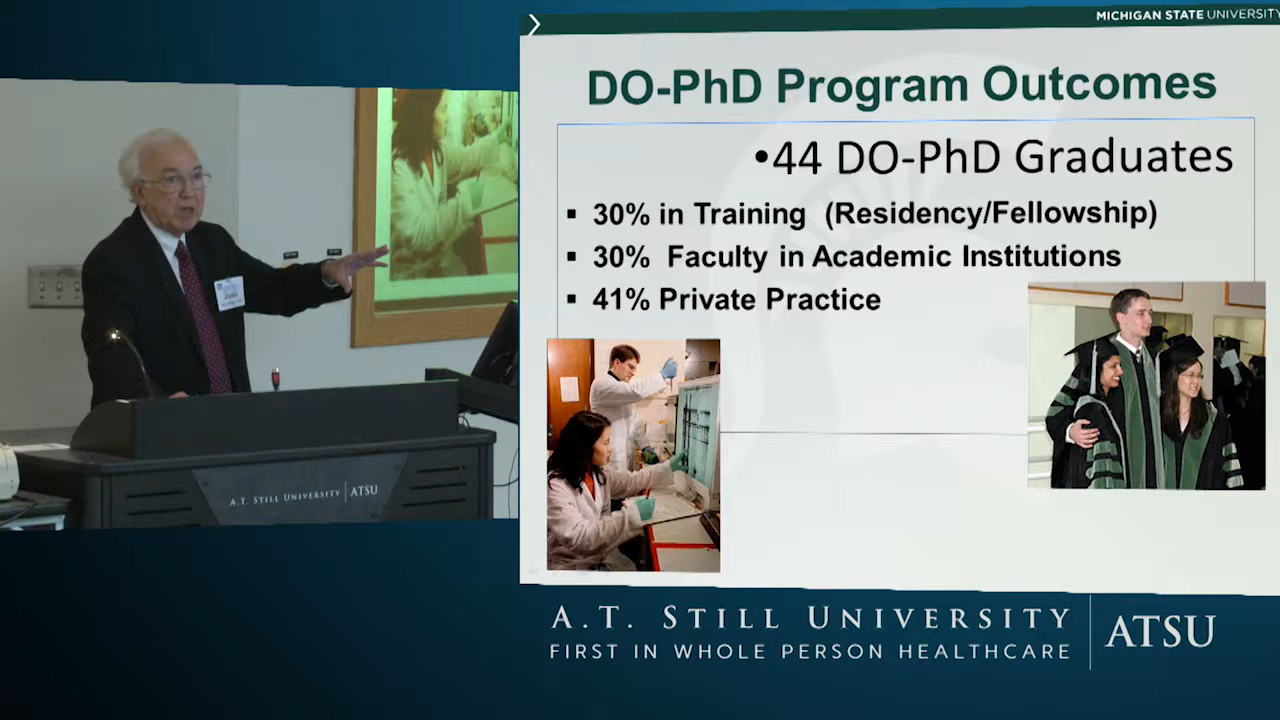 MICHIGAN STATE UNIVERSITY
DO-PhD Program Outcomes
•44 DO-PhD Graduates
▪ 30% in Training (Residency/Fellowship)
▪ 30% Faculty in Academic Institutions
▪ 41% Private Practice
A.T. STILL UNIVERSITY | ATSU
A.T. STILL UNIVERSITY
FIRST IN WHOLE PERSON HEALTHCARE
ATSU